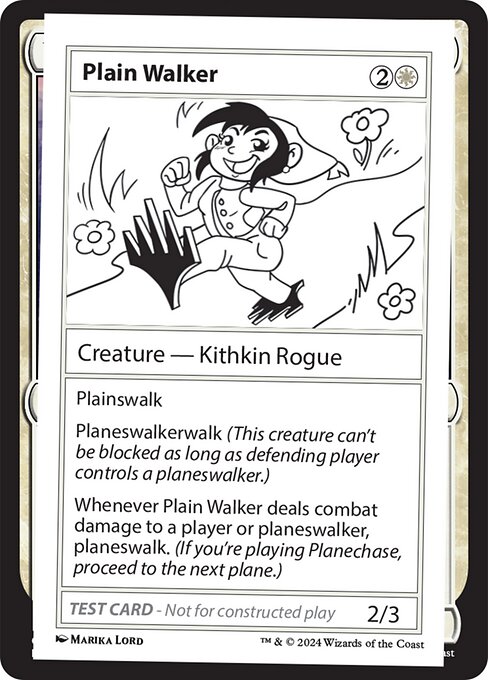 Plain Walker
2
Creature — Kithkin Rogue
Plainswalk
Planeswalkerwalk (This creature can't
be blocked as long as defending player
controls a planeswalker.)
Whenever Plain Walker deals combat
damage to a player or planeswalker,
planeswalk. (If you're playing Planechase,
proceed to the next plane.)
TEST CARD - Not for constructed play
2/3
MARIKA LORD
™ & © 2024 Wizards of the Coast
ast